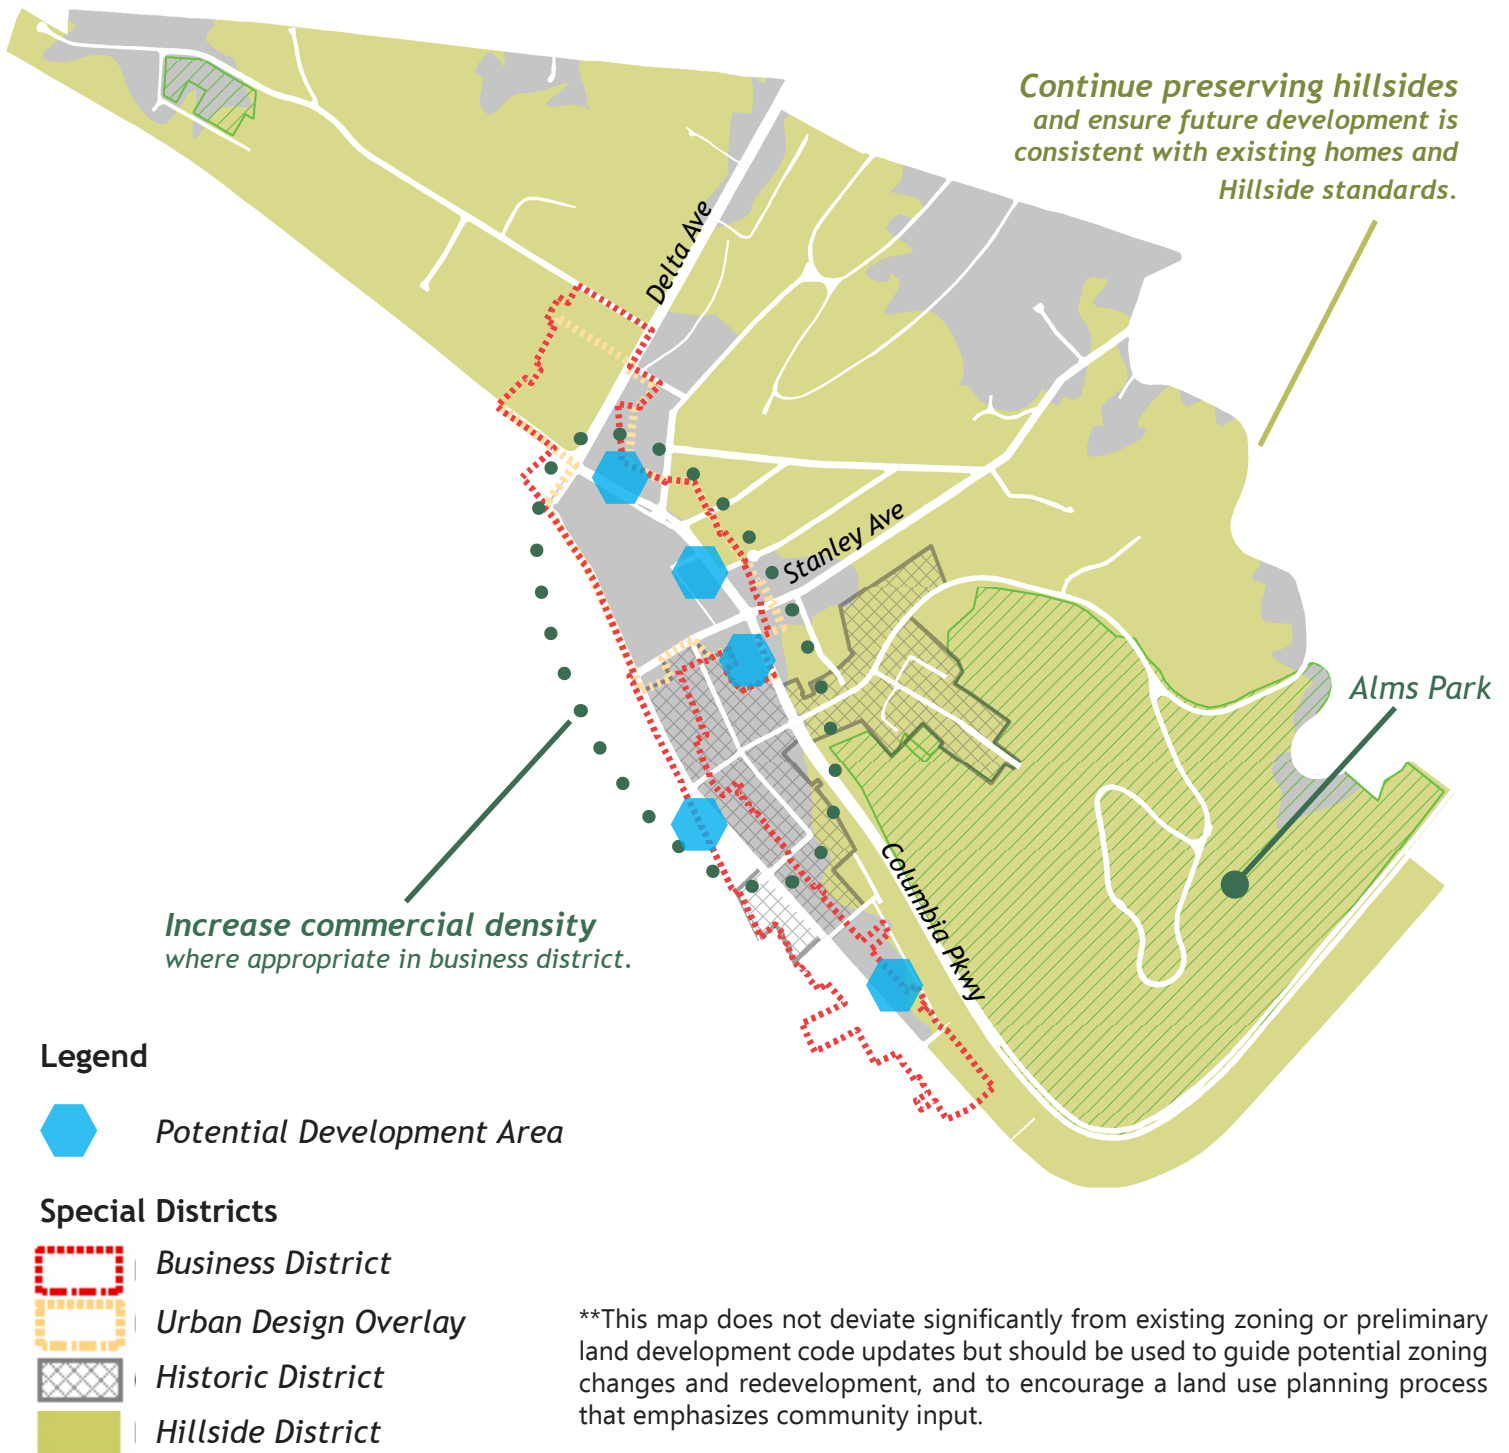 Continue preserving hillsides
and ensure future development is
consistent with existing homes and
Hillside standards.
Delta Ave
Stanley Ave
Alms Park
Columbia Pkwy
Increase commercial density
where appropriate in business district.
Legend
Potential Development Area
Special Districts
Business District
Urban Design Overlay
Historic District
Hillside District
**This map does not deviate significantly from existing zoning or preliminary
land development code updates but should be used to guide potential zoning
changes and redevelopment, and to encourage a land use planning process
that emphasizes community input.